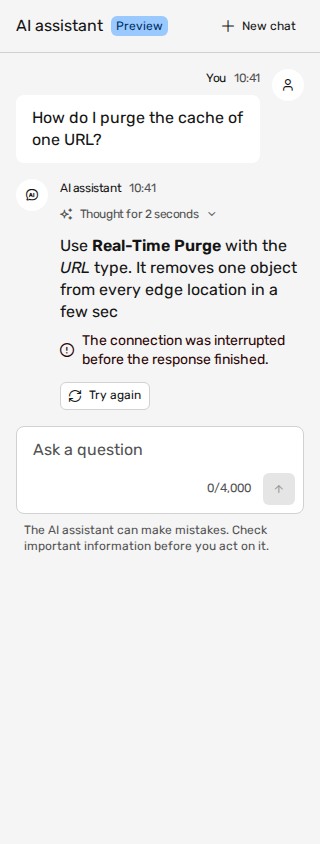 AI assistant Preview + New chat
You 10:41
How do I purge the cache of
one URL?
AI
AI assistant 10:41
Thought for 2 seconds
Use Real-Time Purge with the
URL type. It removes one object
from every edge location in a
few sec
The connection was interrupted
before the response finished.
Try again
Ask a question
0/4,000
The AI assistant can make mistakes. Check
important information before you act on it.